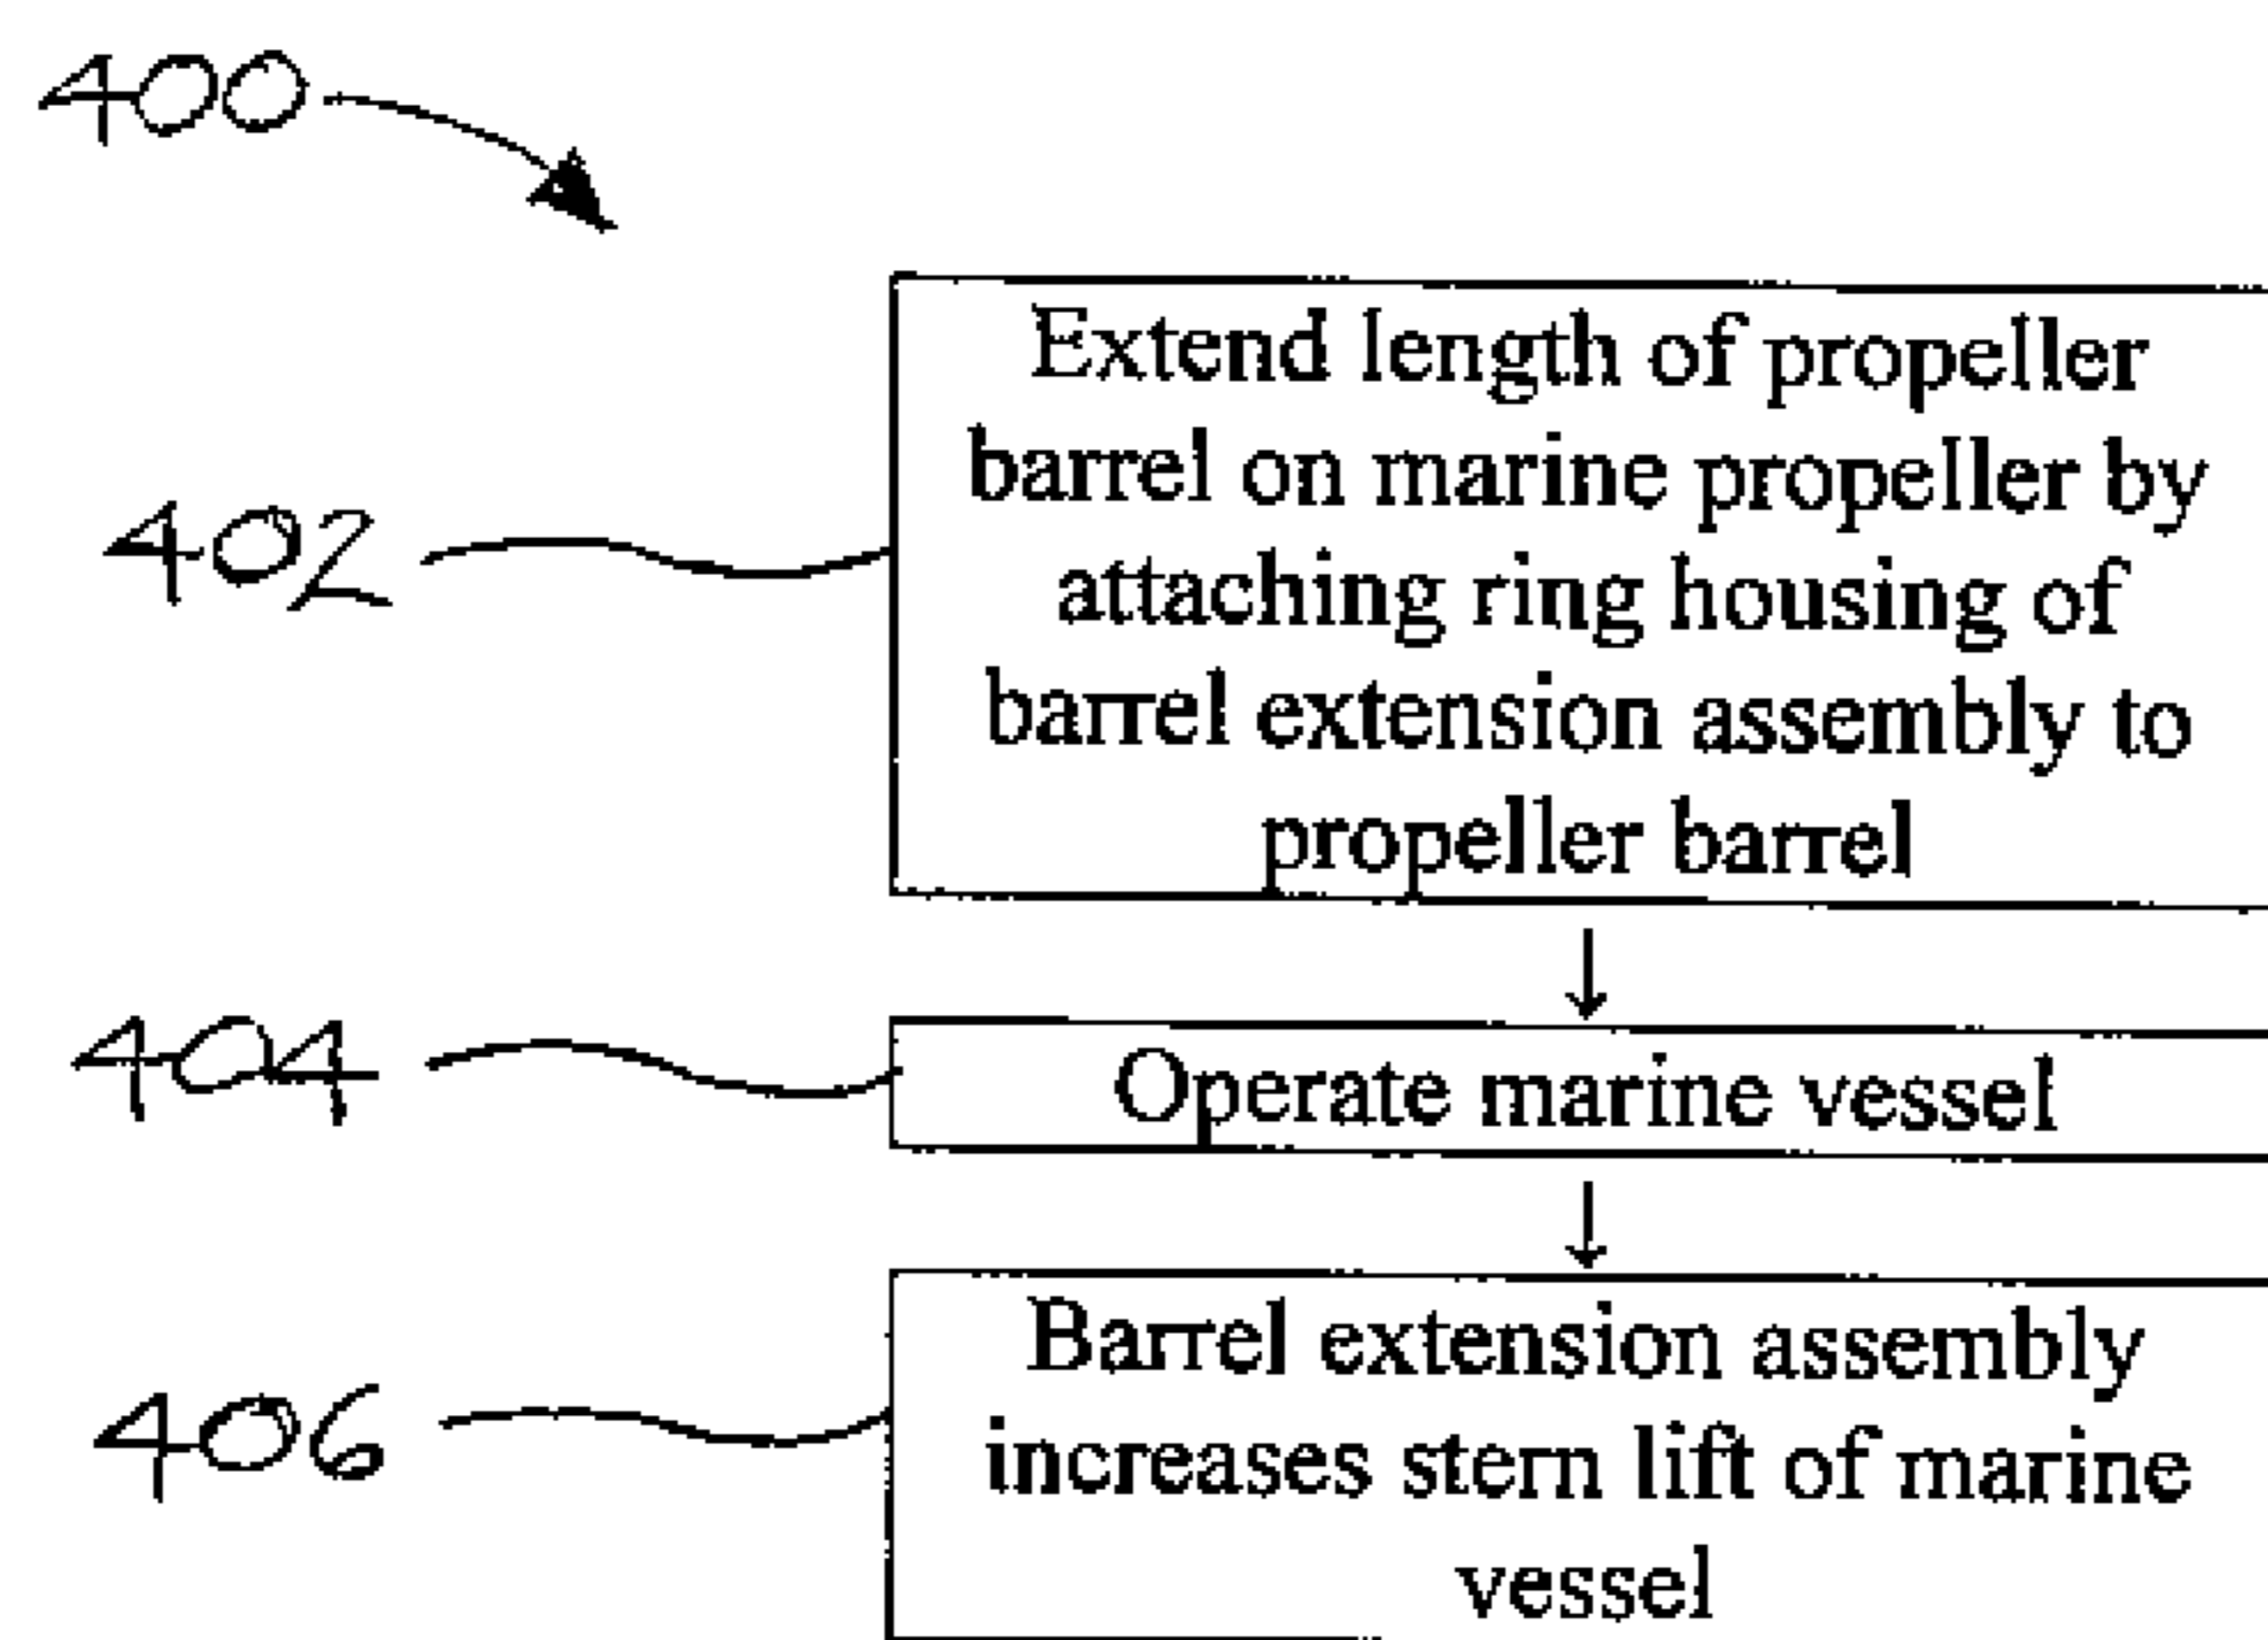 400
Extend length of propeller
barrel on marine propeller by
402
attaching ring housing of
barrel extension assembly to
propeller barrel
404
Operate marine vessel
Barrel extension assembly
406
increases stern lift of marine
vessel